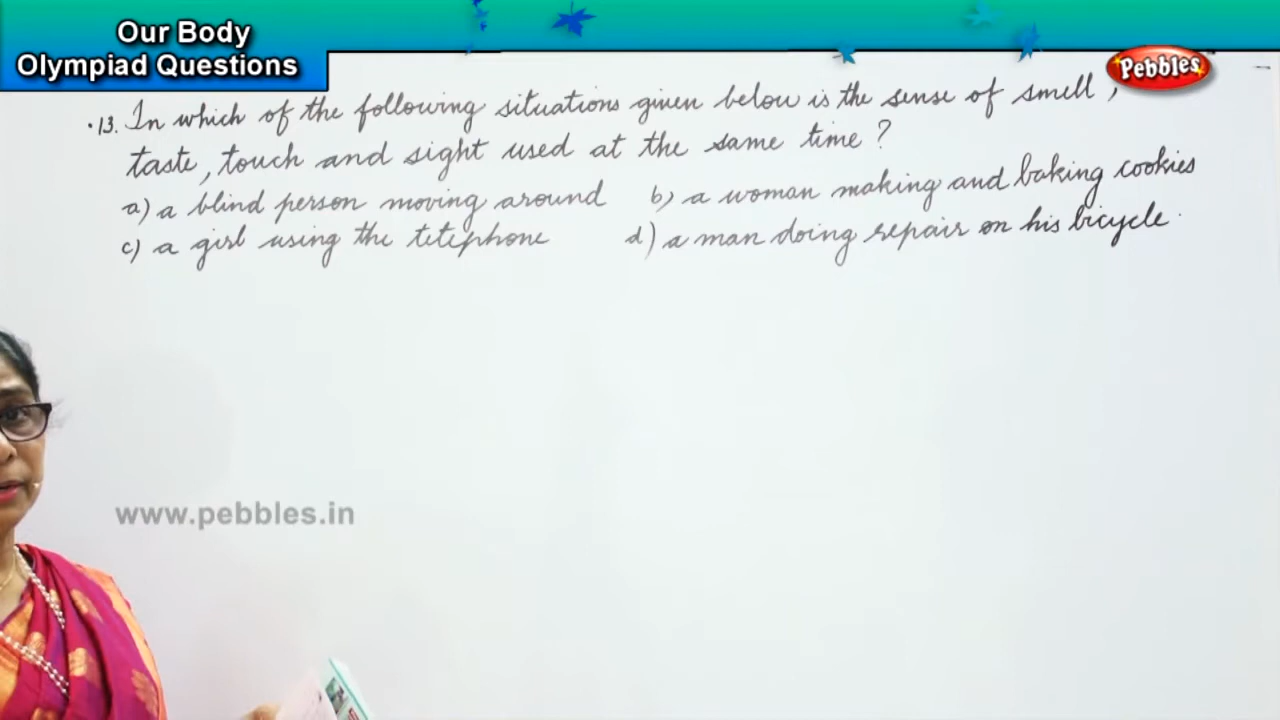 Our Body
Olympiad Questions
Pebbles
13. In which of the following situations given below is the sense of smell,
taste, touch and sight used at the same time?
a) a blind person moving around b) a woman making and baking cookies
c) a girl using the tetephone d) a man doing repair on his bicycle.
www.pebbles.in